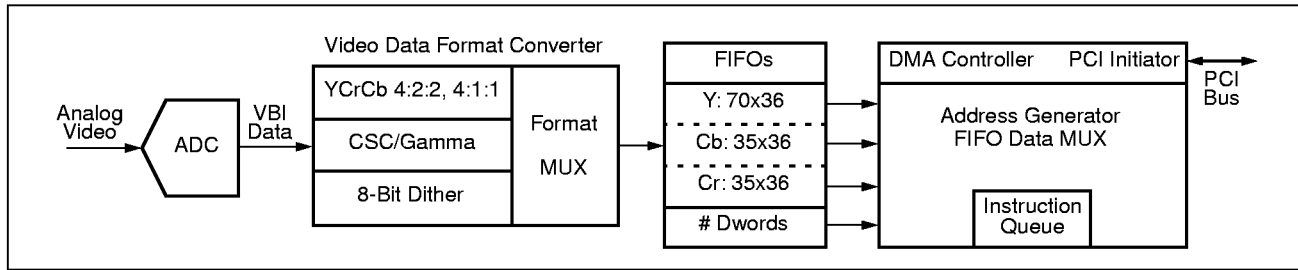 Analog
Video
ADC
VBI
Data
Video Data Format Converter
YCrCb 4:2:2, 4:1:1
CSC/Gamma
8-Bit Dither
Format
MUX
FIFOs
Y: 70x36
Cb: 35x36
Cr: 35x36
# Dwords
DMA Controller
PCI Initiator
Address Generator
FIFO Data MUX
Instruction
Queue
PCI
Bus